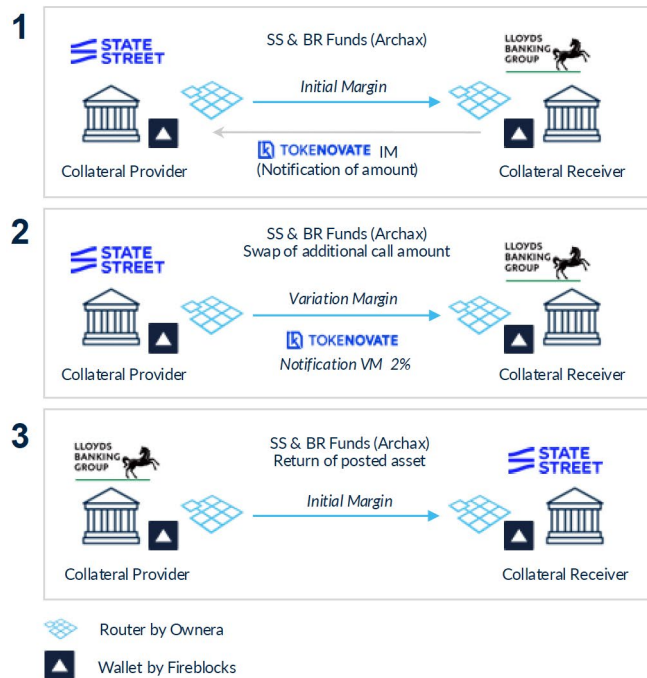 1
STATE
STREET
SS & BR Funds (Archax)
LLOYDS
BANKING
GROUP
Initial Margin
TOKENOVATE IM
(Notification of amount)
Collateral Provider
Collateral Receiver
2
STATE
STREET
SS & BR Funds (Archax)
Swap of additional call amount
LLOYDS
BANKING
GROUP
Variation Margin
TOKENOVATE
Notification VM 2%
Collateral Provider
Collateral Receiver
3
LLOYDS
BANKING
GROUP
SS & BR Funds (Archax)
Return of posted asset
STATE
STREET
Initial Margin
Collateral Provider
Collateral Receiver
Router by Ownera
Wallet by Fireblocks